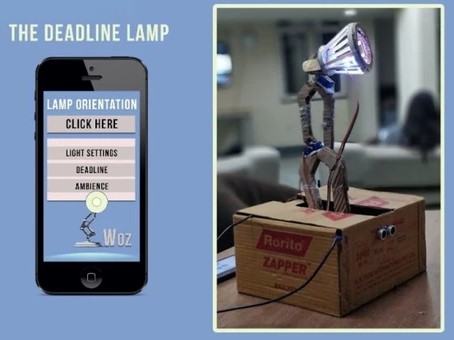 THE DEADLINE LAMP
LAMP ORIENTATION
CLICK HERE
LIGHT SETTINGS
DEADLINE
AMBIENCE
Woz
Rorito
ZAPPER